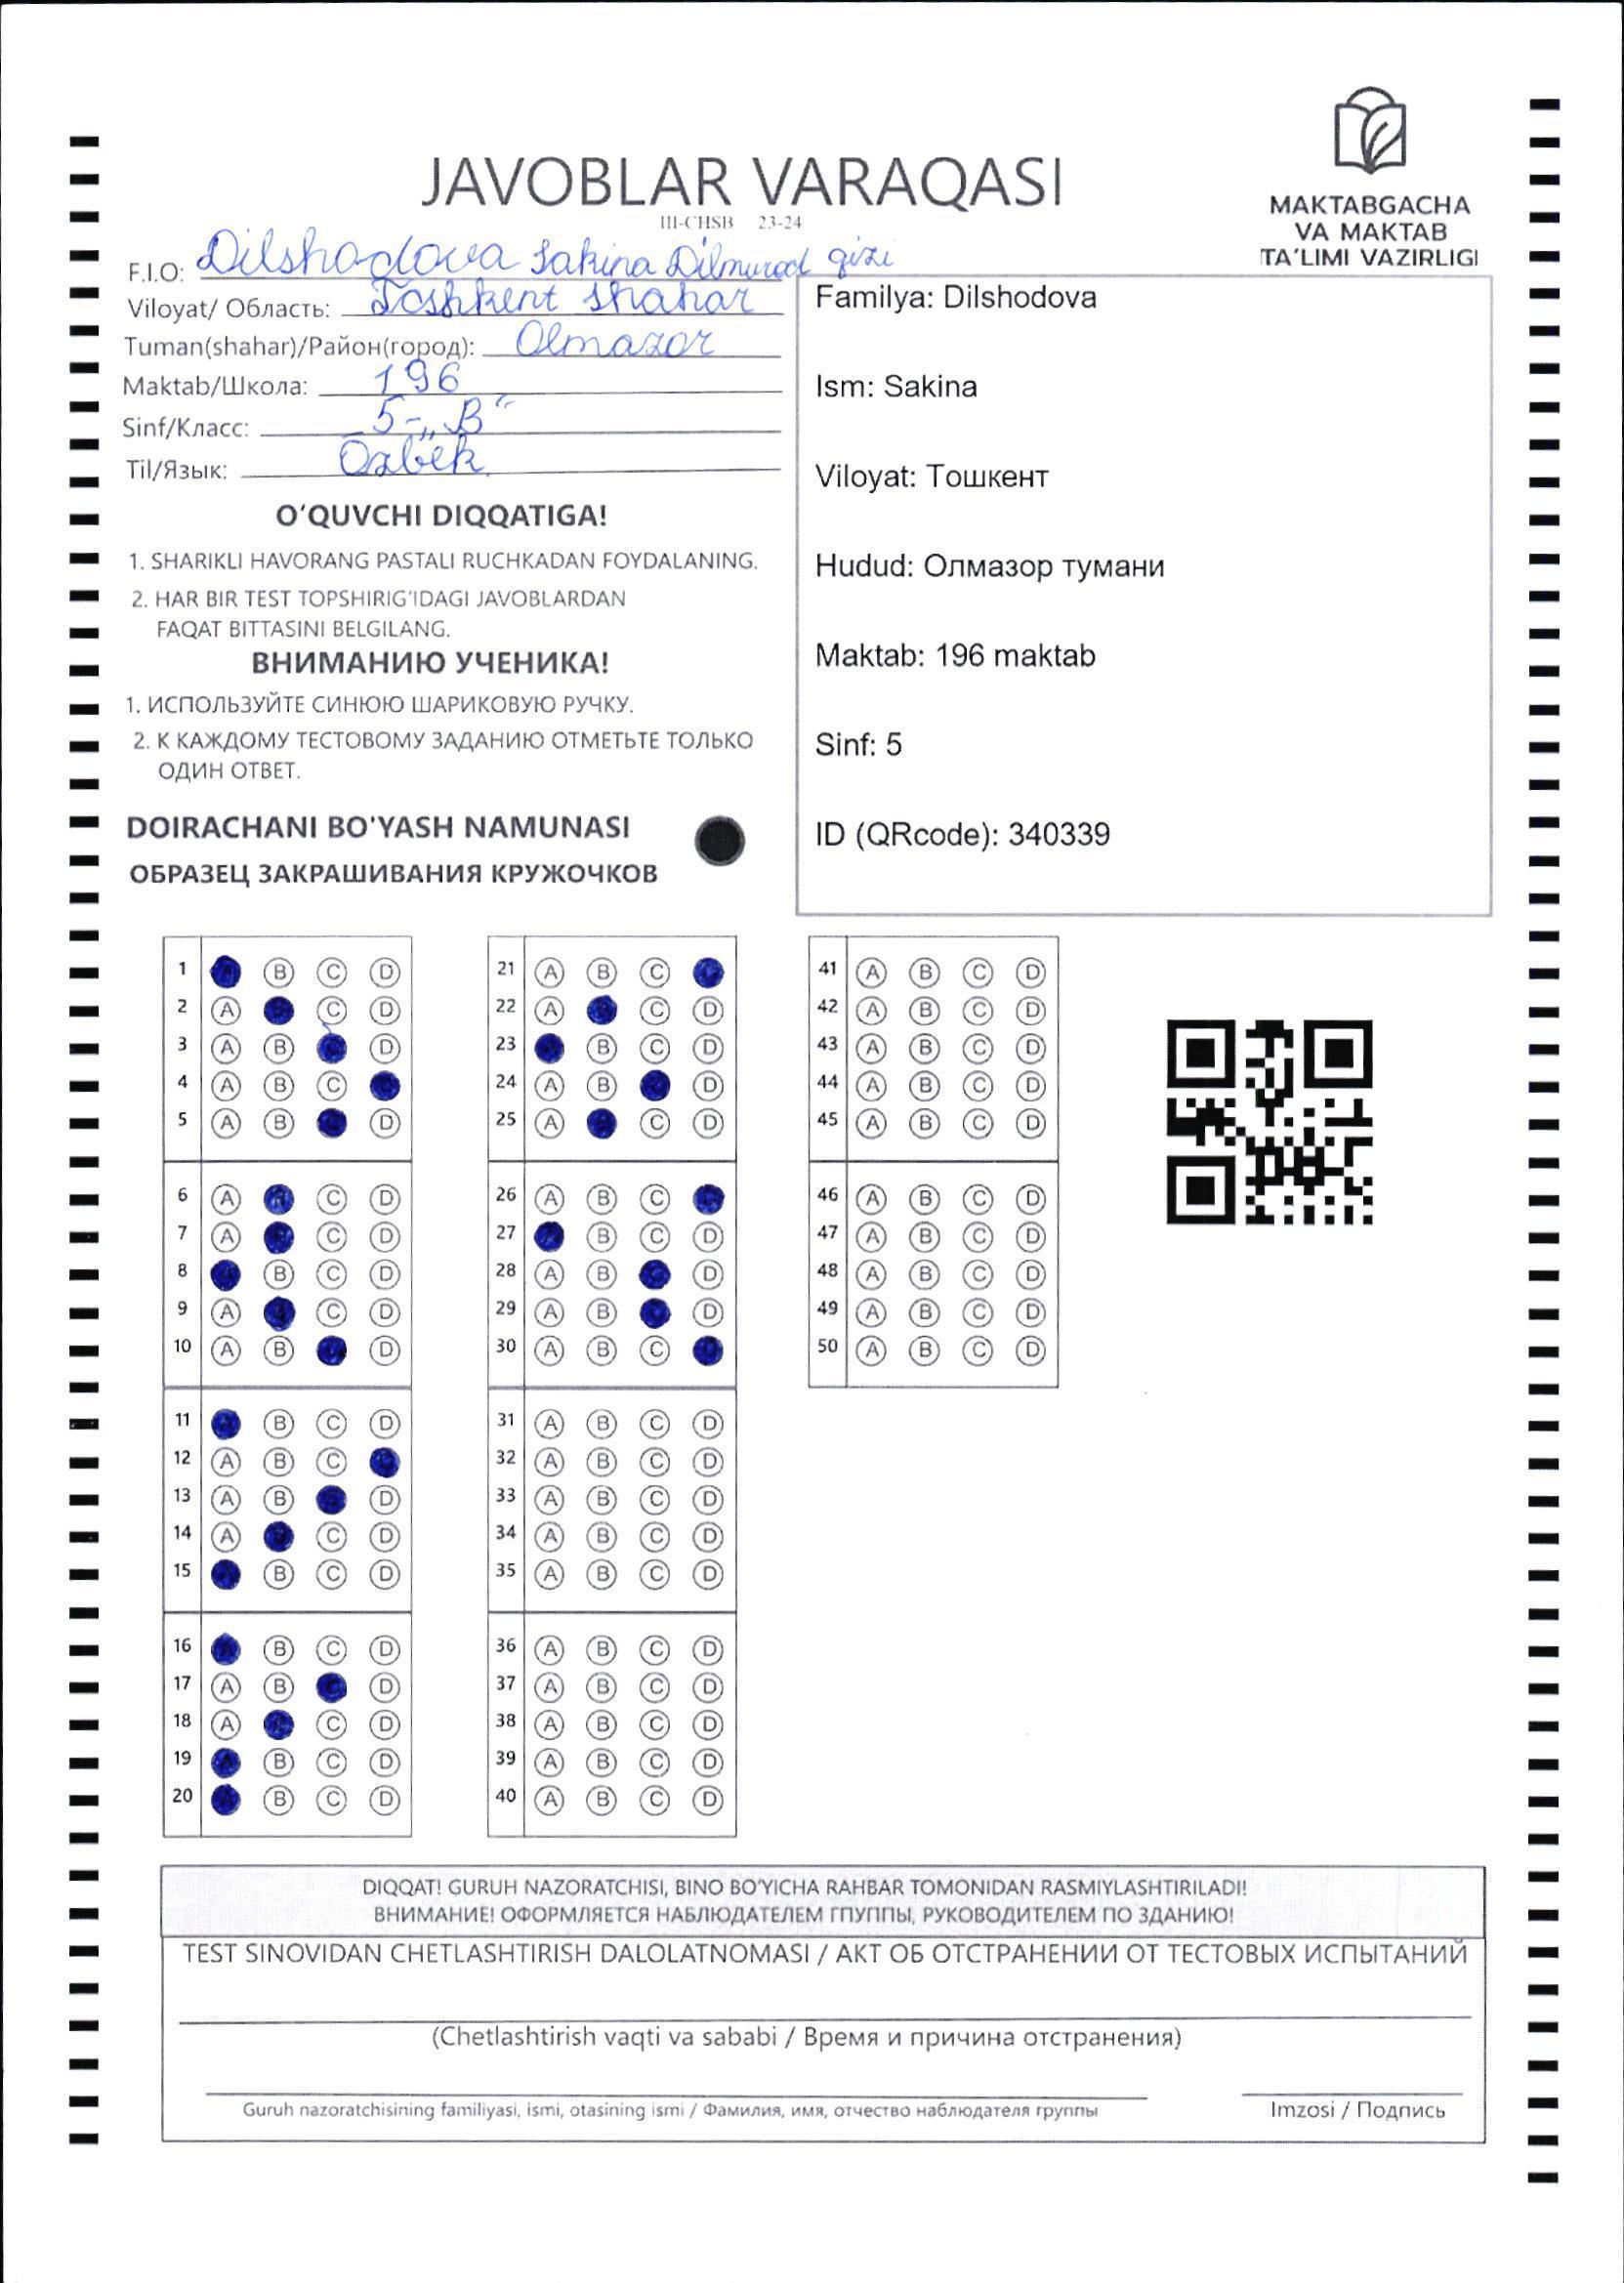 JAVOBLAR VARAQASI
III-CHSB 23-24
MAKTABGACHA
VA MAKTAB
TA'LIMI VAZIRLIGI
F.I.O: Dilshodova Sakina Dilmurod qizi
Viloyat/ Область: Toshkent shahar
Tuman(shahar)/Район(город): Olmazor
Maktab/Школа: 196
Sinf/Класс: 5-„B“
Til/Язык: Ozbek
O'QUVCHI DIQQATIGA!
1. SHARIKLI HAVORANG PASTALI RUCHKADAN FOYDALANING.
2. HAR BIR TEST TOPSHIRIG'IDAGI JAVOBLARDAN
FAQAT BITTASINI BELGILANG.
ВНИМАНИЮ УЧЕНИКА!
1. ИСПОЛЬЗУЙТЕ СИНЮЮ ШАРИКОВУЮ РУЧКУ.
2. К КАЖДОМУ ТЕСТОВОМУ ЗАДАНИЮ ОТМЕТЬТЕ ТОЛЬКО
ОДИН ОТВЕТ.
DOIRACHANI BO'YASH NAMUNASI
ОБРАЗЕЦ ЗАКРАШИВАНИЯ КРУЖОЧКОВ
Familya: Dilshodova
Ism: Sakina
Viloyat: Тошкент
Hudud: Олмазор тумани
Maktab: 196 maktab
Sinf: 5
ID (QRcode): 340339
1 B C D
2 A C D
3 A B D
4 A B C
5 A B D
6 A C D
7 A C D
8 B C D
9 A C D
10 A B D
11 B C D
12 A B C
13 A B D
14 A C D
15 B C D
16 B C D
17 A B D
18 A C D
19 B C D
20 B C D
21 A B C
22 A C D
23 B C D
24 A B D
25 A C D
26 A B C
27 B C D
28 A B D
29 A B D
30 A B C
31 A B C D
32 A B C D
33 A B C D
34 A B C D
35 A B C D
36 A B C D
37 A B C D
38 A B C D
39 A B C D
40 A B C D
41 A B C D
42 A B C D
43 A B C D
44 A B C D
45 A B C D
46 A B C D
47 A B C D
48 A B C D
49 A B C D
50 A B C D
DIQQAT! GURUH NAZORATCHISI, BINO BO'YICHA RAHBAR TOMONIDAN RASMIYLASHTIRILADI!
ВНИМАНИЕ! ОФОРМЛЯЕТСЯ НАБЛЮДАТЕЛЕМ ГПУППЫ, РУКОВОДИТЕЛЕМ ПО ЗДАНИЮ!
TEST SINOVIDAN CHETLASHTIRISH DALOLATNOMASI / АКТ ОБ ОТСТРАНЕНИИ ОТ ТЕСТОВЫХ ИСПЫТАНИЙ
(Chetlashtirish vaqti va sababi / Время и причина отстранения)
Guruh nazoratchisining familiyasi, ismi, otasining ismi / Фамилия, имя, отчество наблюдателя группы
Imzosi / Подпись